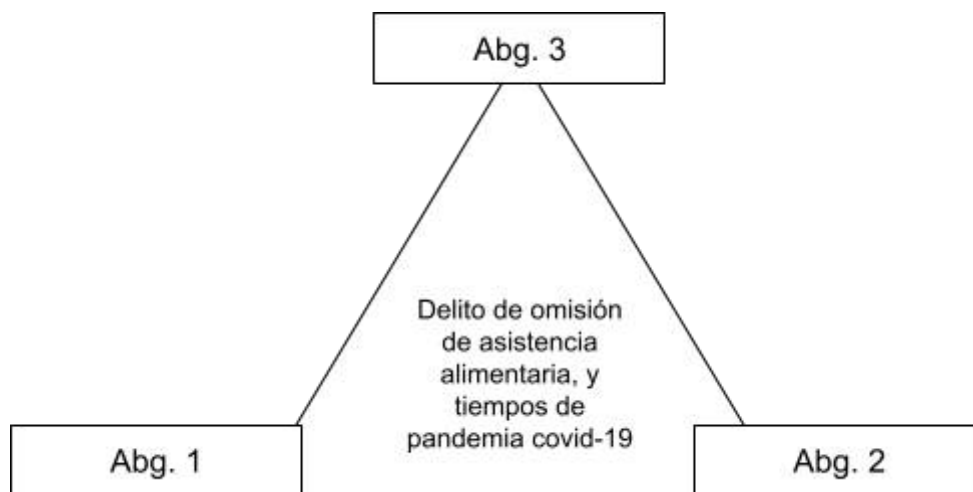 Abg. 3
Delito de omisión
de asistencia
alimentaria, y
tiempos de
pandemia covid-19
Abg. 1
Abg. 2